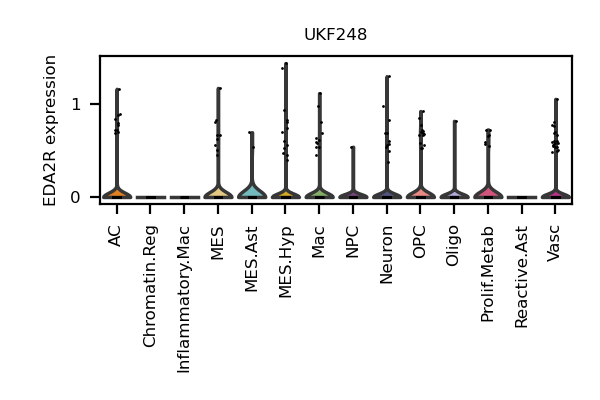 UKF248
EDA2R expression
1
0
AC
Chromatin.Reg
Inflammatory.Mac
MES
MES.Ast
MES.Hyp
Mac
NPC
Neuron
OPC
Oligo
Prolif.Metab
Reactive.Ast
Vasc